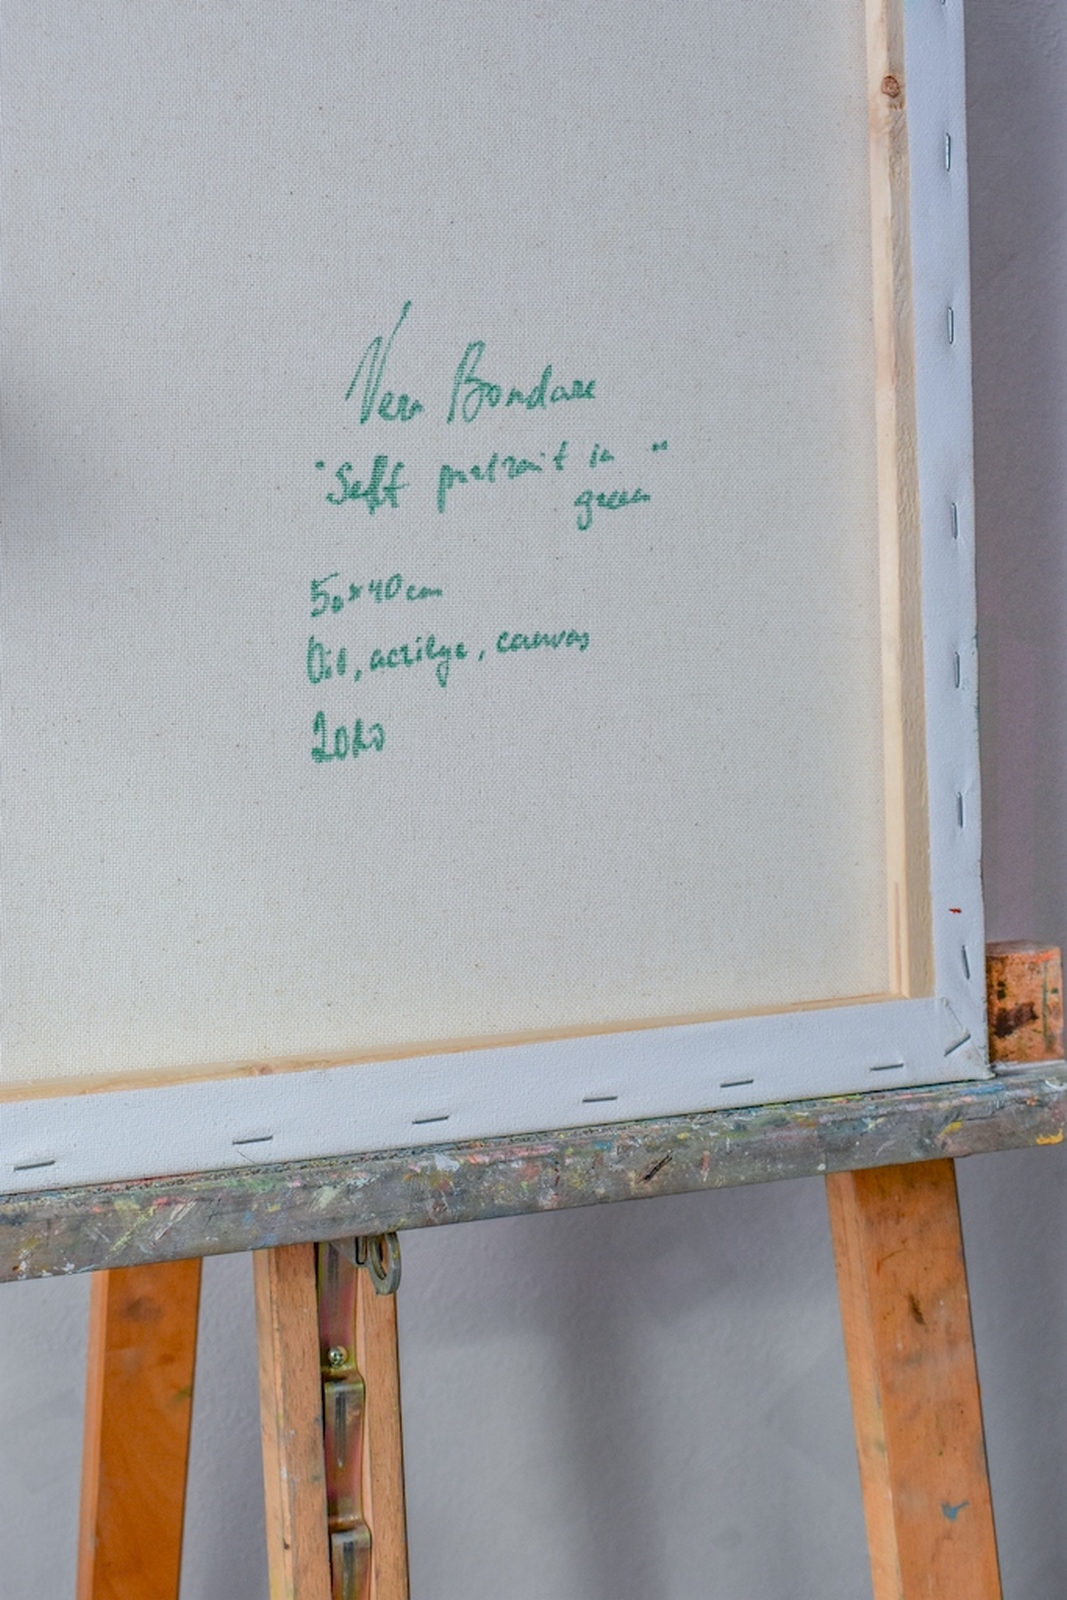 Vera Bondare
"Self portrait in "
green
50×40 cm
Oil, acrilyc, canvas
2020